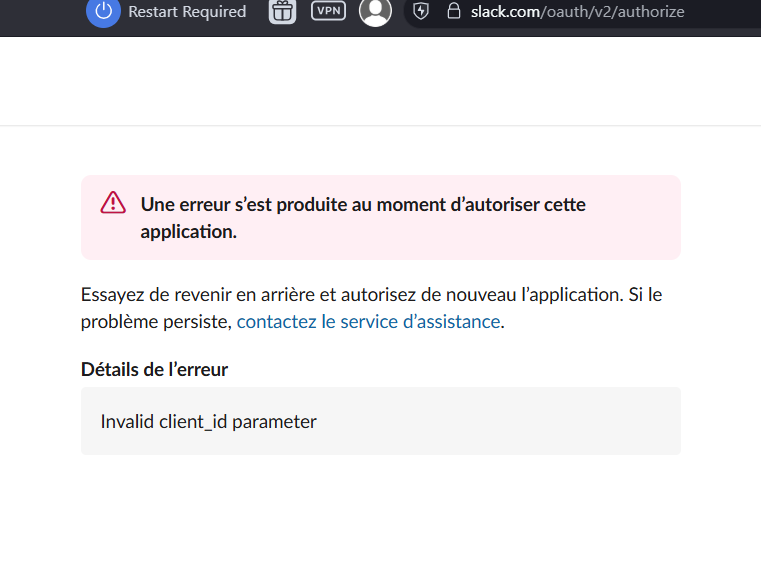 Restart Required VPN slack.com/oauth/v2/authorize
Une erreur s’est produite au moment d’autoriser cette
application.
Essayez de revenir en arrière et autorisez de nouveau l’application. Si le
problème persiste, contactez le service d’assistance.
Détails de l’erreur
Invalid client_id parameter